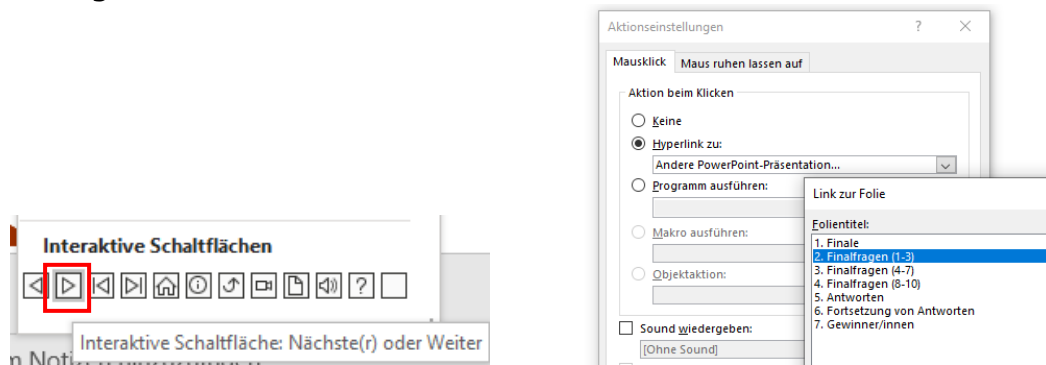 Interaktive Schaltflächen
Interaktive Schaltfläche: Nächste(r) oder Weiter
Aktionseinstellungen
Mausklick Maus ruhen lassen auf
Aktion beim Klicken
Keine
Hyperlink zu:
Andere PowerPoint-Präsentation...
Programm ausführen:
Makro ausführen:
Objektaktion:
Sound wiedergeben:
[Ohne Sound]
Link zur Folie
Folientitel:
1. Finale
2. Finalfragen (1-3)
3. Finalfragen (4-7)
4. Finalfragen (8-10)
5. Antworten
6. Fortsetzung von Antworten
7. Gewinner/innen